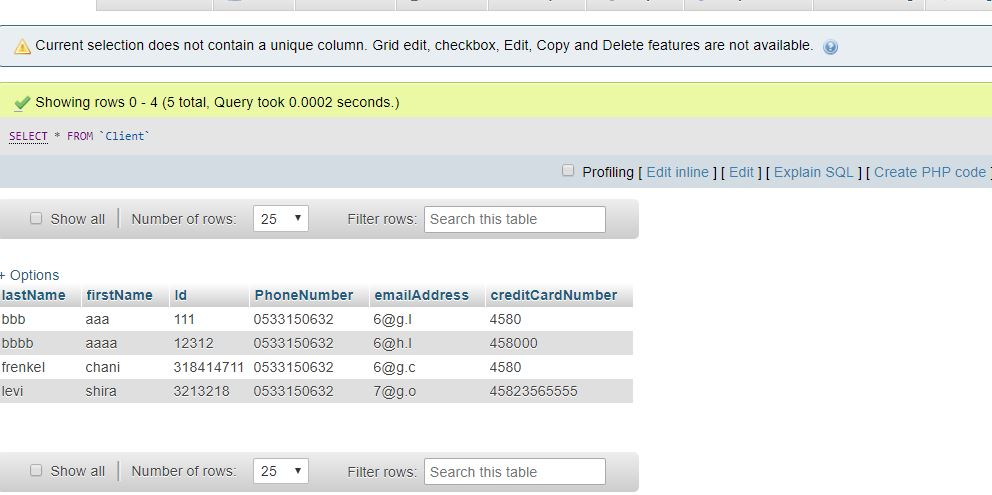 Current selection does not contain a unique column. Grid edit, checkbox, Edit, Copy and Delete features are not available.
Showing rows 0 - 4 (5 total, Query took 0.0002 seconds.)
SELECT * FROM `Client`
Profiling [ Edit inline ] [ Edit ] [ Explain SQL ] [ Create PHP code ]
Show all | Number of rows: 25 Filter rows: Search this table
+ Options
lastName firstName Id PhoneNumber emailAddress creditCardNumber
bbb aaa 111 0533150632 6@g.l 4580
bbbb aaaa 12312 0533150632 6@h.l 458000
frenkel chani 318414711 0533150632 6@g.c 4580
levi shira 3213218 0533150632 7@g.o 45823565555
Show all | Number of rows: 25 Filter rows: Search this table